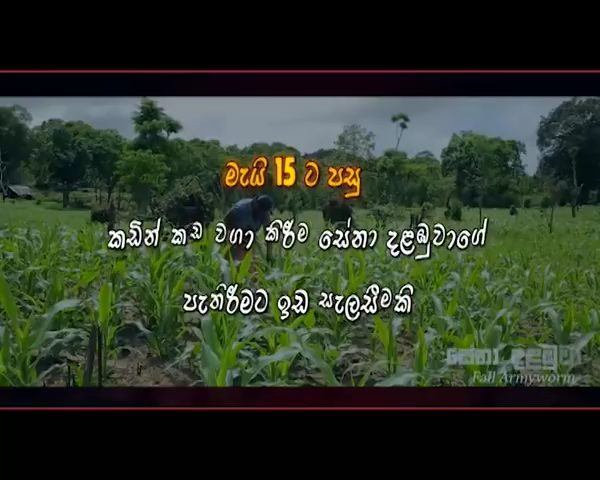 මැයි 15 ට පසු
කඩින් කඩ වගා කිරීම සේනා දළඹුවාගේ
පැතිරීමට ඉඩ සැලසීමකි
සේනා දළඹුවා
Fall Armyworm